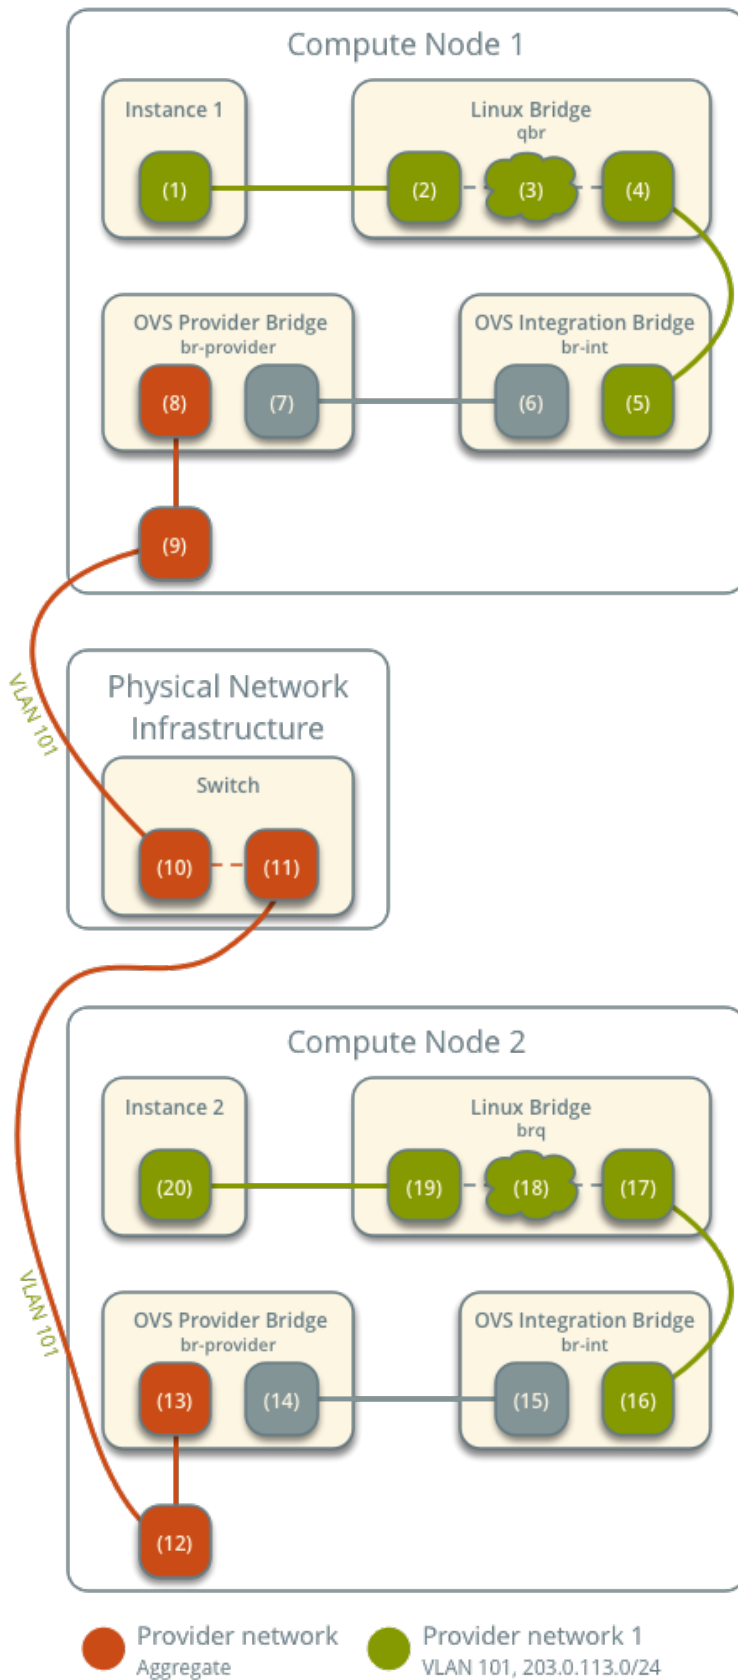 Compute Node 1
Instance 1
Linux Bridge
qbr
(1)
(2)
(3)
(4)
OVS Provider Bridge
br-provider
OVS Integration Bridge
br-int
(8)
(7)
(6)
(5)
(9)
VLAN 101
Physical Network
Infrastructure
Switch
(10)
(11)
Compute Node 2
Instance 2
Linux Bridge
brq
(20)
(19)
(18)
(17)
VLAN 101
OVS Provider Bridge
br-provider
OVS Integration Bridge
br-int
(13)
(14)
(15)
(16)
(12)
Provider network
Aggregate
Provider network 1
VLAN 101, 203.0.113.0/24